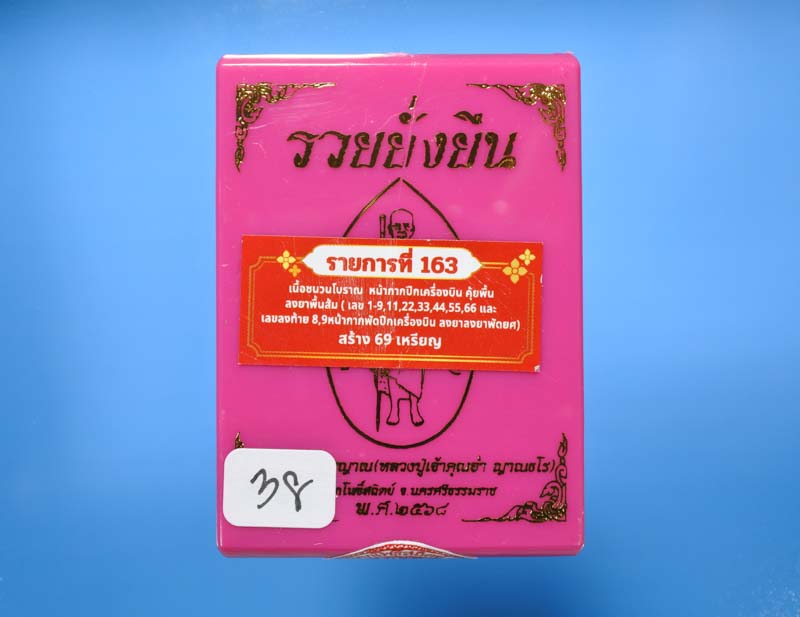 รวยยั่งยืน
รายการที่ 163
เนื้อชนวนโบราณ หน้ากากปีกเครื่องบิน คุ้ยพื้น
ลงยาพื้นส้ม ( เลข 1-9,11,22,33,44,55,66 และ
เลขลงท้าย 8,9หน้ากากพัดปีกเครื่องบิน ลงยาลงยาพัดยศ)
สร้าง 69 เหรียญ
ญาณ(หลวงปู่เจ้าคุณยำ ญาณธโร)
โพธิ์สถิตย์ จ.นครศรีธรรมราช
38
พ.ศ.๒๕๖๘